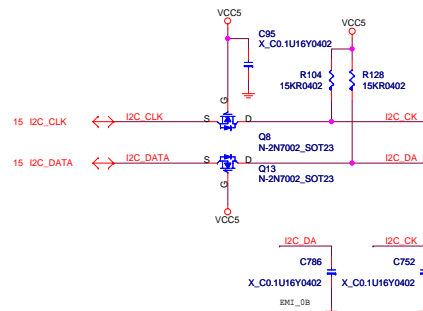 VCC5
VCC5
C95
X_C0.1U16Y0402
R104
15KR0402
R128
15KR0402
G
15 I2C_CLK
I2C_CLK
S
D
I2C_CK
Q8
N-2N7002_SOT23
15 I2C_DATA
I2C_DATA
S
D
I2C_DA
Q13
N-2N7002_SOT23
G
VCC5
I2C_DA
I2C_CK
C786
C752
X_C0.1U16Y0402
X_C0.1U16Y0402
EMI_0B